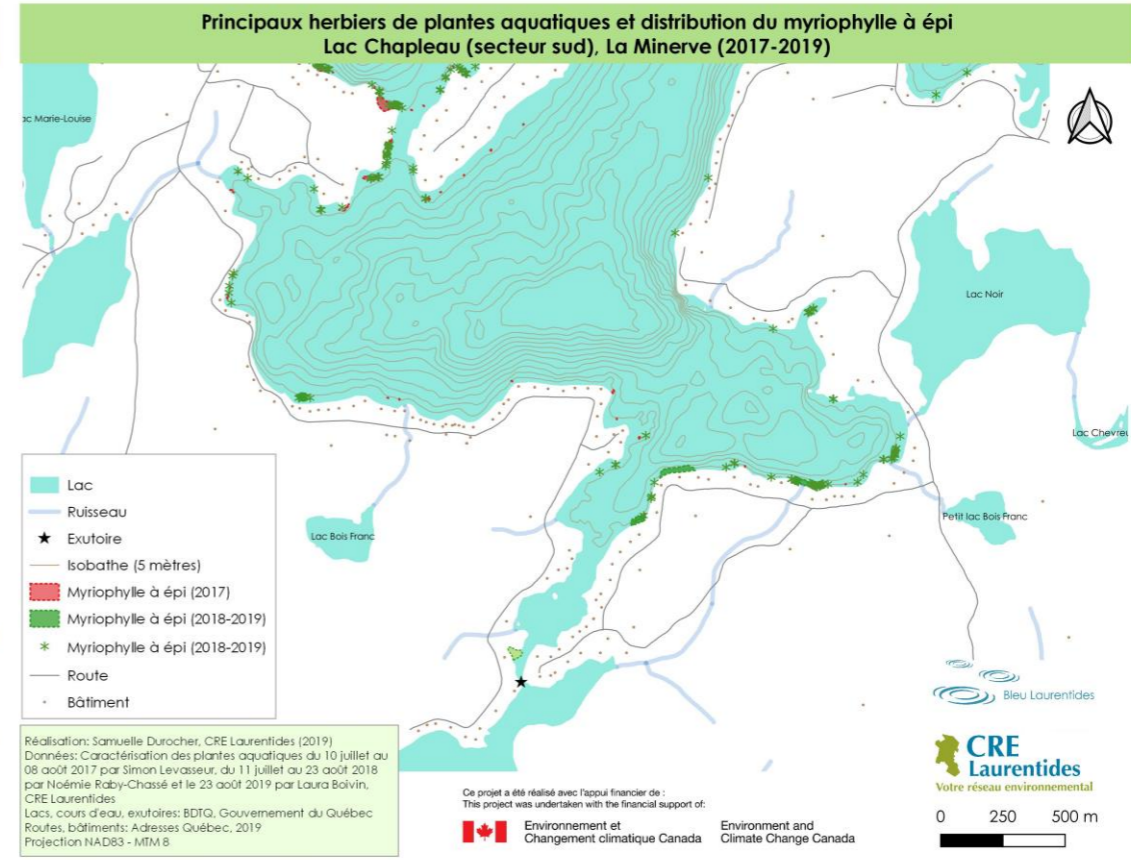 Principaux herbiers de plantes aquatiques et distribution du myriophylle à épi
Lac Chapleau (secteur sud), La Minerve (2017-2019)
ac Marie-Louise
Lac Noir
Lac Chevreu
Lac Bois Franc
Petit lac Bois Franc
Lac
Ruisseau
Exutoire
Isobathe (5 mètres)
Myriophylle à épi (2017)
Myriophylle à épi (2018-2019)
Myriophylle à épi (2018-2019)
Route
Bâtiment
Réalisation: Samuelle Durocher, CRE Laurentides (2019)
Données: Caractérisation des plantes aquatiques du 10 juillet au
08 août 2017 par Simon Levasseur, du 11 juillet au 23 août 2018
par Noémie Raby-Chassé et le 23 août 2019 par Laura Boivin,
CRE Laurentides
Lacs, cours d'eau, exutoires: BDTQ, Gouvernement du Québec
Routes, bâtiments: Adresses Québec, 2019
Projection NAD83 - MTM 8
Ce projet a été réalisé avec l'appui financier de :
This project was undertaken with the financial support of:
Environnement et
Changement climatique Canada
Environment and
Climate Change Canada
Bleu Laurentides
CRE
Laurentides
Votre réseau environnemental
0 250 500 m